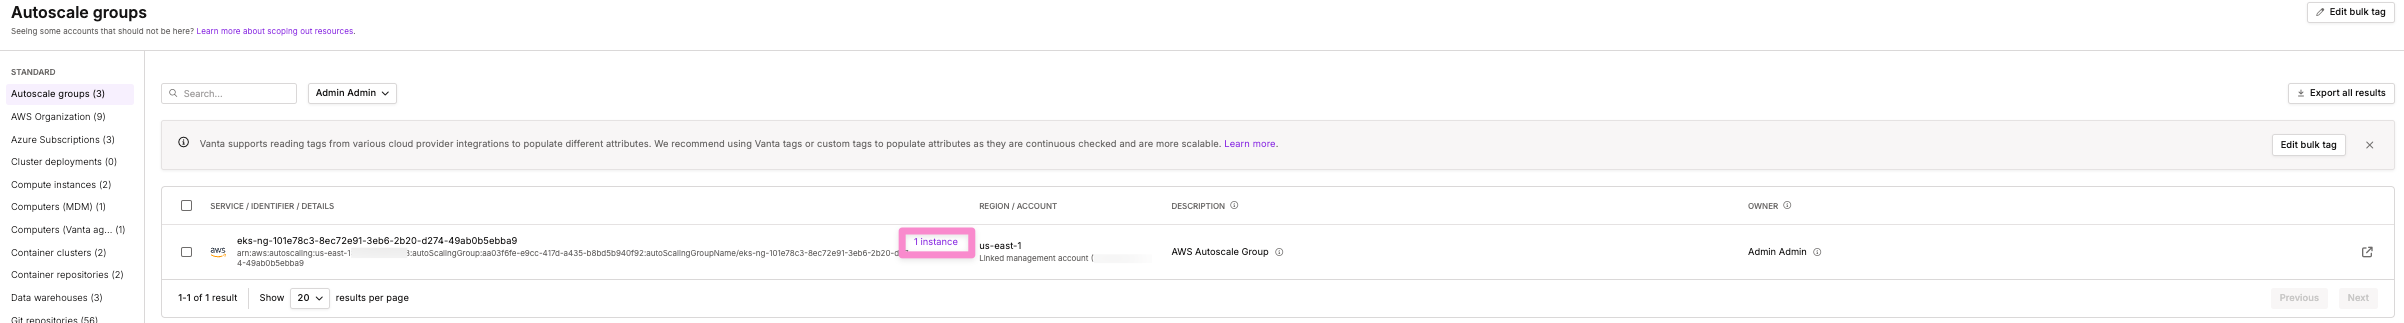 Autoscale groups
Edit bulk tag
Seeing some accounts that should not be here? Learn more about scoping out resources.
STANDARD
Autoscale groups (3)
AWS Organization (9)
Azure Subscriptions (3)
Cluster deployments (0)
Compute instances (2)
Computers (MDM) (1)
Computers (Vanta ag... (1)
Container clusters (2)
Container repositories (2)
Data warehouses (3)
Git repositories (56)
Search...
Admin Admin
Export all results
Vanta supports reading tags from various cloud provider integrations to populate different attributes. We recommend using Vanta tags or custom tags to populate attributes as they are continuous checked and are more scalable. Learn more.
Edit bulk tag
SERVICE / IDENTIFIER / DETAILS
REGION / ACCOUNT
DESCRIPTION
OWNER
aws
eks-ng-101e78c3-8ec72e91-3eb6-2b20-d274-49ab0b5ebba9
arn:aws:autoscaling:us-east-1 :autoScalingGroup:aa03f6fe-e9cc-417d-a435-b8bd5b940f92:autoScalingGroupName/eks-ng-101e78c3-8ec72e91-3eb6-2b20-d
4-49ab0b5ebba9
1 instance
us-east-1
Linked management account (
AWS Autoscale Group
Admin Admin
1-1 of 1 result
Show 20 results per page
Previous
Next